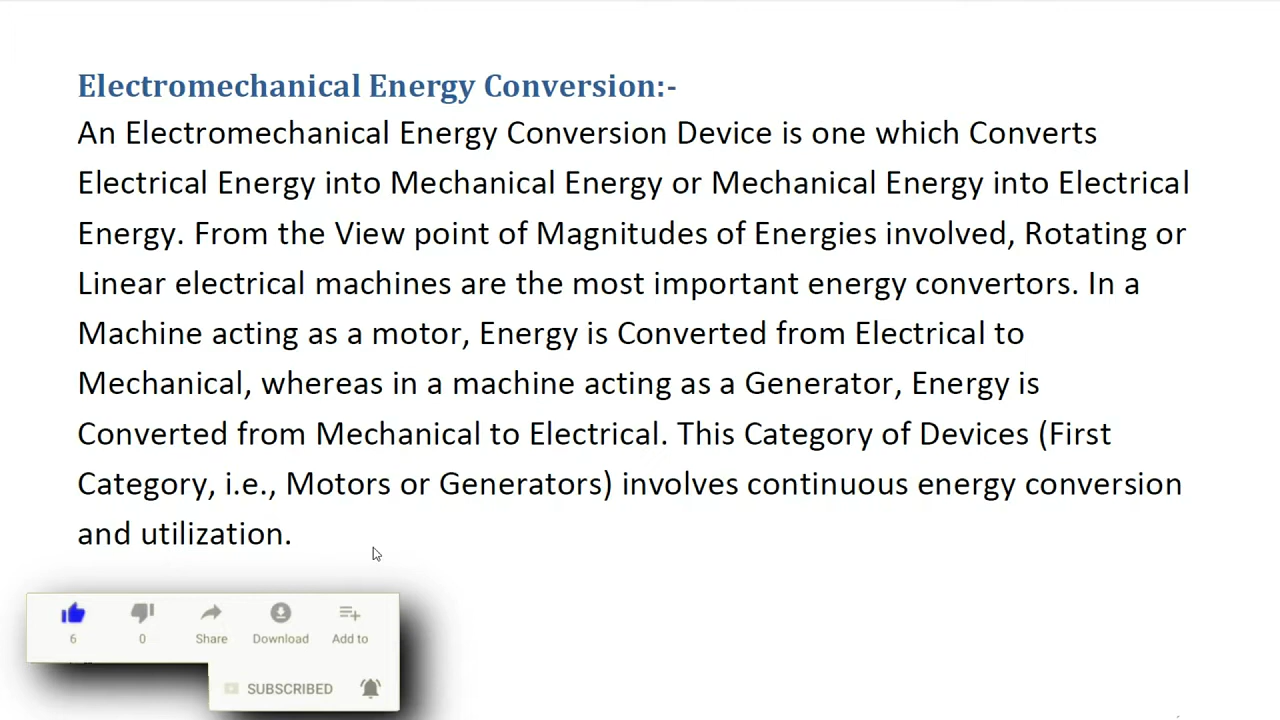 Electromechanical Energy Conversion:-
An Electromechanical Energy Conversion Device is one which Converts
Electrical Energy into Mechanical Energy or Mechanical Energy into Electrical
Energy. From the View point of Magnitudes of Energies involved, Rotating or
Linear electrical machines are the most important energy convertors. In a
Machine acting as a motor, Energy is Converted from Electrical to
Mechanical, whereas in a machine acting as a Generator, Energy is
Converted from Mechanical to Electrical. This Category of Devices (First
Category, i.e., Motors or Generators) involves continuous energy conversion
and utilization.
6 0 Share Download Add to
SUBSCRIBED